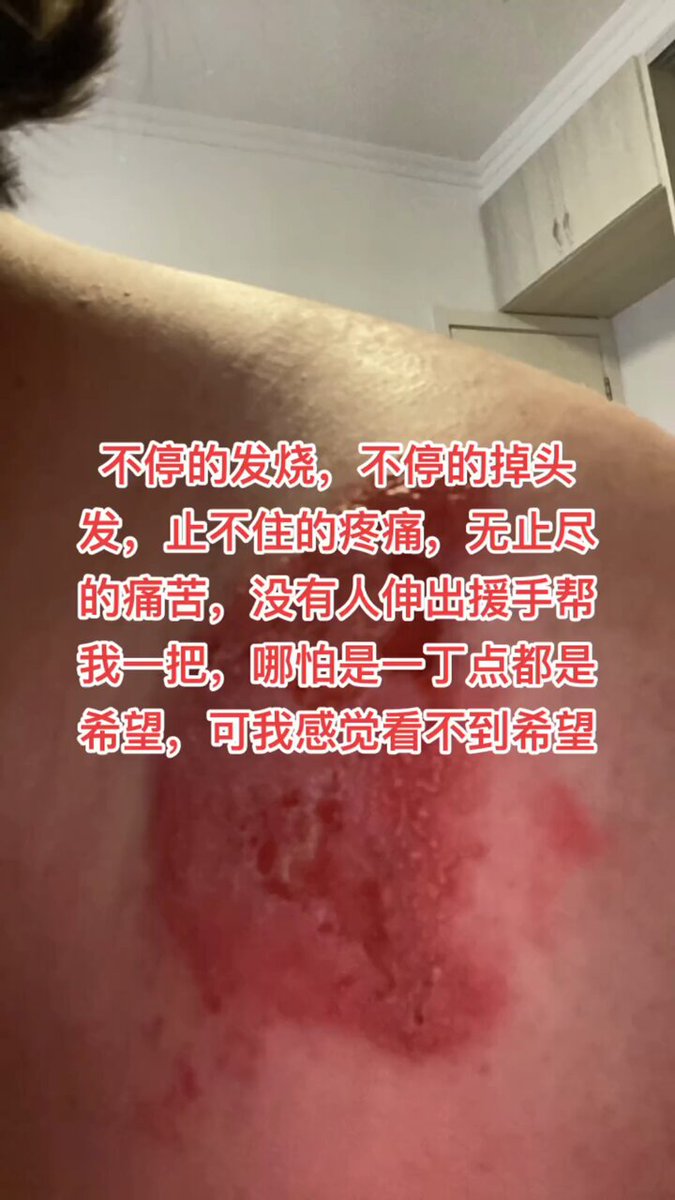 不停的发烧，不停的掉头
发，止不住的疼痛，无止尽
的痛苦，没有人伸出援手帮
我一把，哪怕是一丁点都是
希望，可我感觉看不到希望